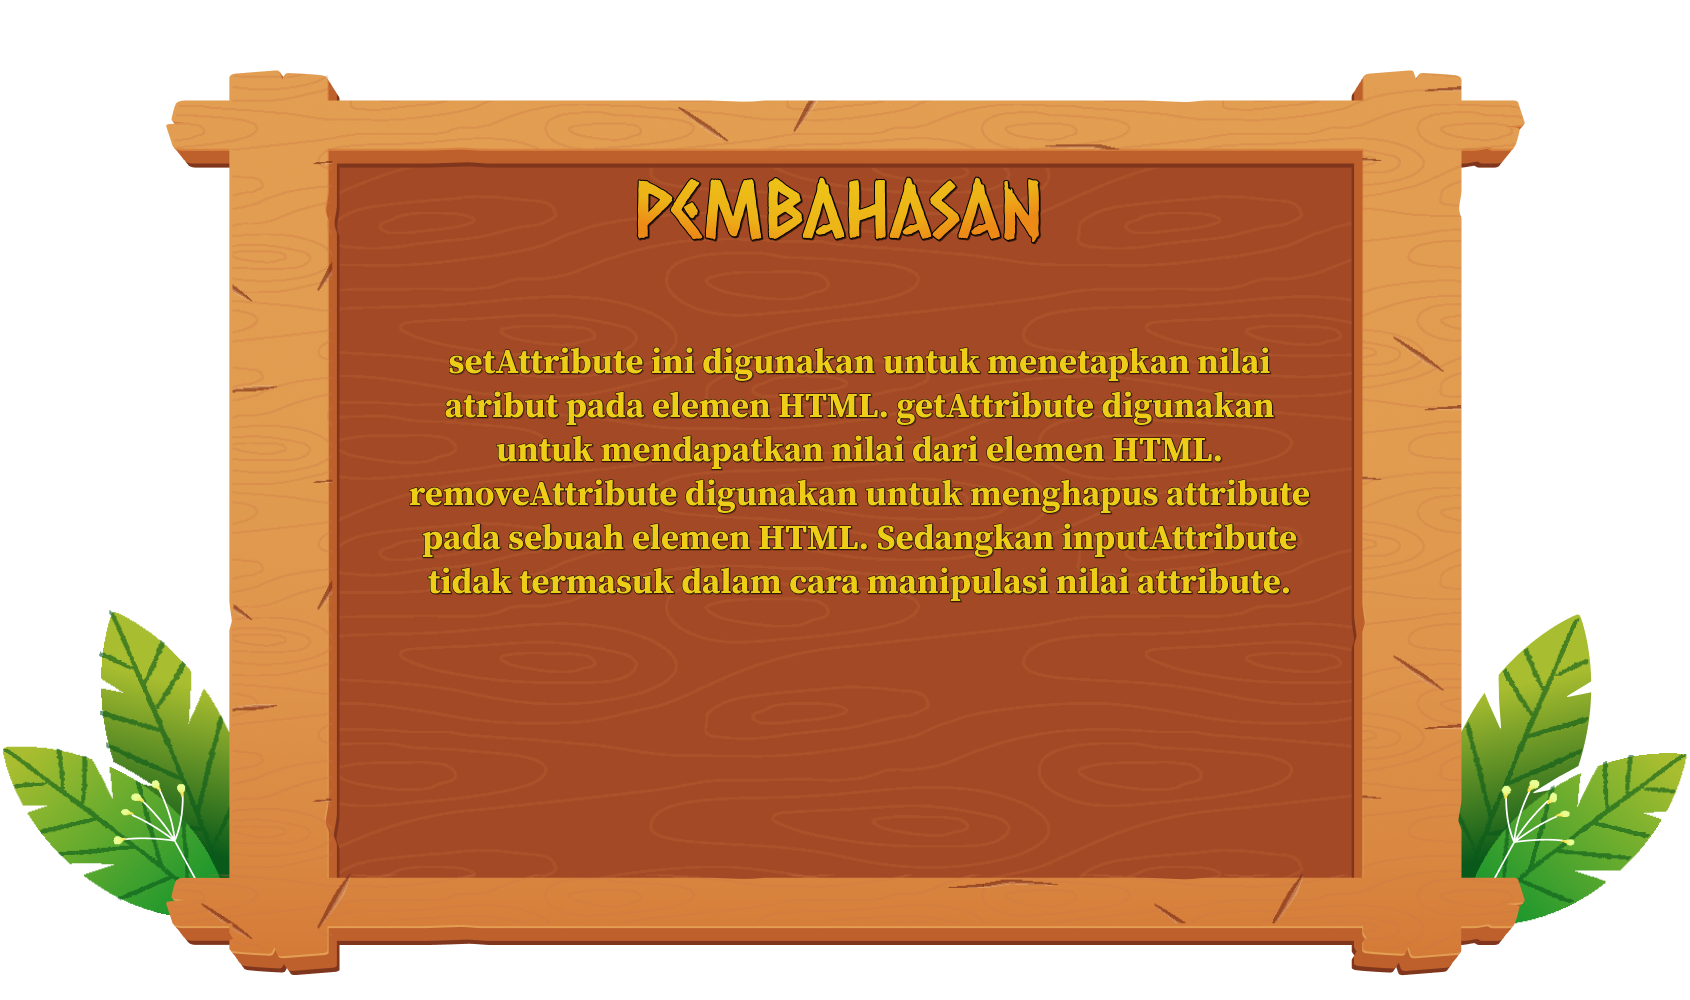 PEMBAHASAN
setAttribute ini digunakan untuk menetapkan nilai
atribut pada elemen HTML. getAttribute digunakan
untuk mendapatkan nilai dari elemen HTML.
removeAttribute digunakan untuk menghapus attribute
pada sebuah elemen HTML. Sedangkan inputAttribute
tidak termasuk dalam cara manipulasi nilai attribute.